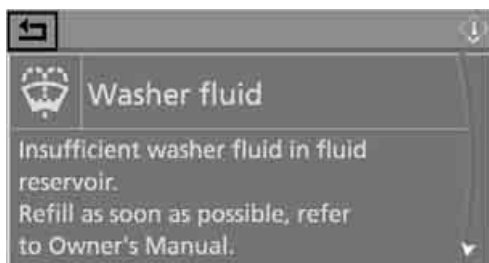 Washer fluid
Insufficient washer fluid in fluid
reservoir.
Refill as soon as possible, refer
to Owner's Manual.